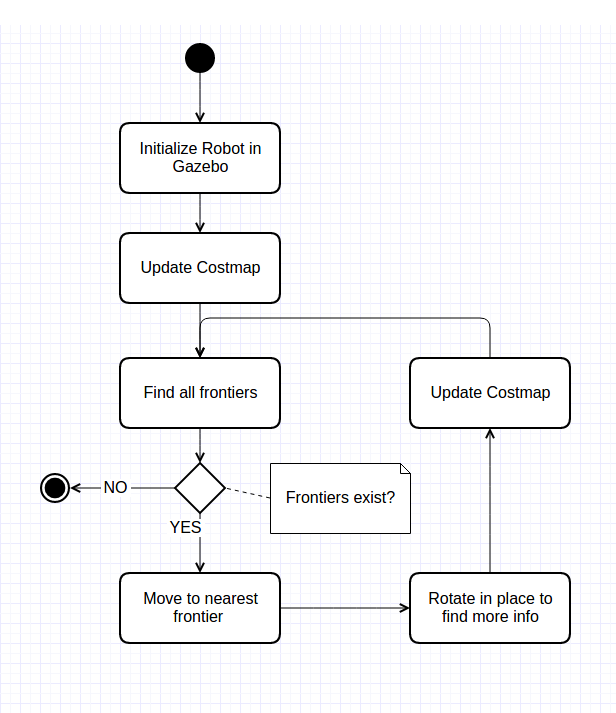 Initialize Robot in
Gazebo
Update Costmap
Find all frontiers
Update Costmap
NO
Frontiers exist?
YES
Move to nearest
frontier
Rotate in place to
find more info